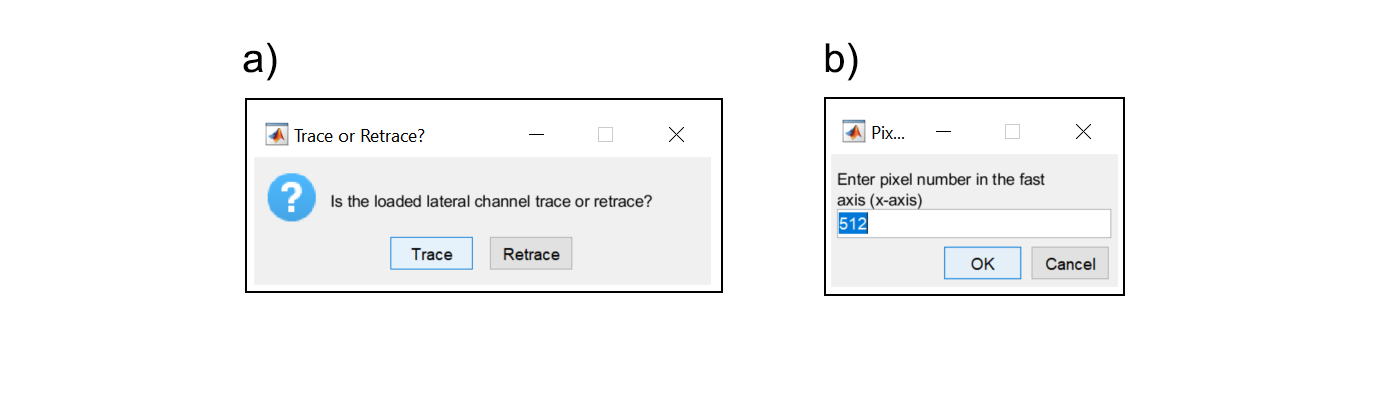 a)
Trace or Retrace?
Is the loaded lateral channel trace or retrace?
Trace
Retrace
b)
Pix...
Enter pixel number in the fast
axis (x-axis)
512
OK
Cancel